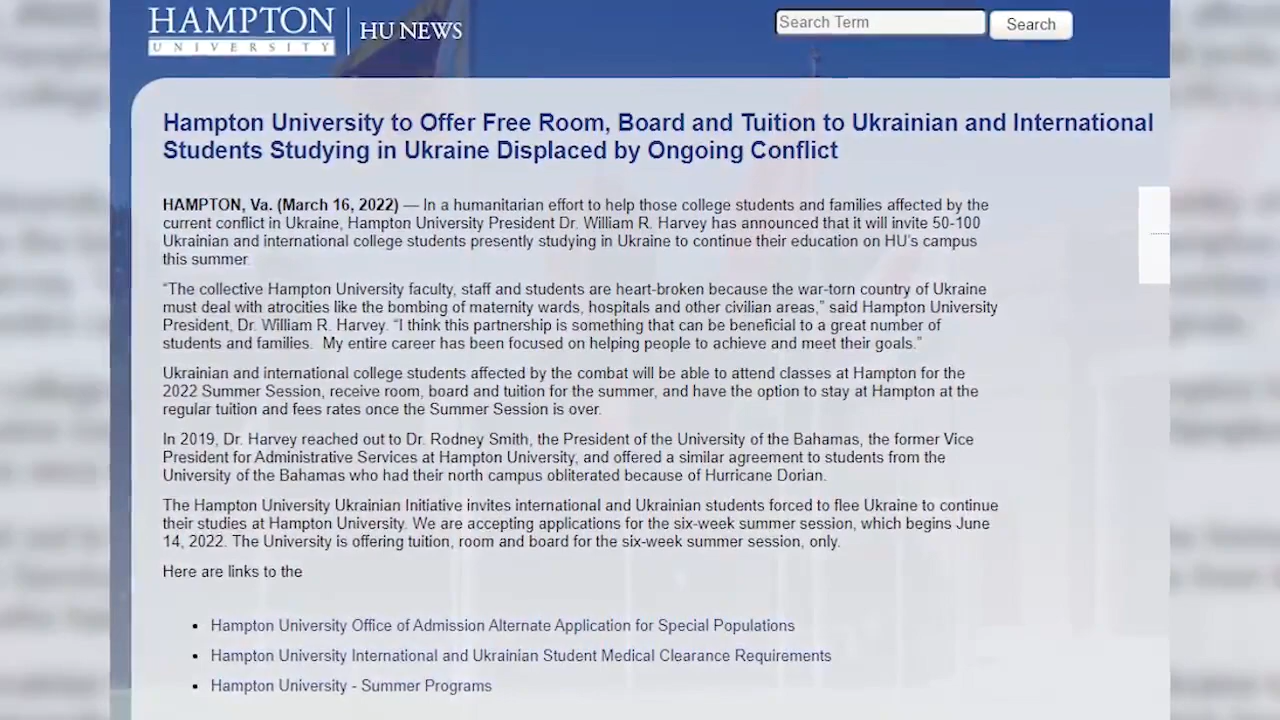 HAMPTON
UNIVERSITY
HU NEWS
Search Term
Search
Hampton University to Offer Free Room, Board and Tuition to Ukrainian and International
Students Studying in Ukraine Displaced by Ongoing Conflict
HAMPTON, Va. (March 16, 2022) — In a humanitarian effort to help those college students and families affected by the
current conflict in Ukraine, Hampton University President Dr. William R. Harvey has announced that it will invite 50-100
Ukrainian and international college students presently studying in Ukraine to continue their education on HU's campus
this summer.
“The collective Hampton University faculty, staff and students are heart-broken because the war-torn country of Ukraine
must deal with atrocities like the bombing of maternity wards, hospitals and other civilian areas,” said Hampton University
President, Dr. William R. Harvey. “I think this partnership is something that can be beneficial to a great number of
students and families.  My entire career has been focused on helping people to achieve and meet their goals.”
Ukrainian and international college students affected by the combat will be able to attend classes at Hampton for the
2022 Summer Session, receive room, board and tuition for the summer, and have the option to stay at Hampton at the
regular tuition and fees rates once the Summer Session is over.
In 2019, Dr. Harvey reached out to Dr. Rodney Smith, the President of the University of the Bahamas, the former Vice
President for Administrative Services at Hampton University, and offered a similar agreement to students from the
University of the Bahamas who had their north campus obliterated because of Hurricane Dorian.
The Hampton University Ukrainian Initiative invites international and Ukrainian students forced to flee Ukraine to continue
their studies at Hampton University. We are accepting applications for the six-week summer session, which begins June
14, 2022. The University is offering tuition, room and board for the six-week summer session, only.
Here are links to the
• Hampton University Office of Admission Alternate Application for Special Populations
• Hampton University International and Ukrainian Student Medical Clearance Requirements
• Hampton University - Summer Programs